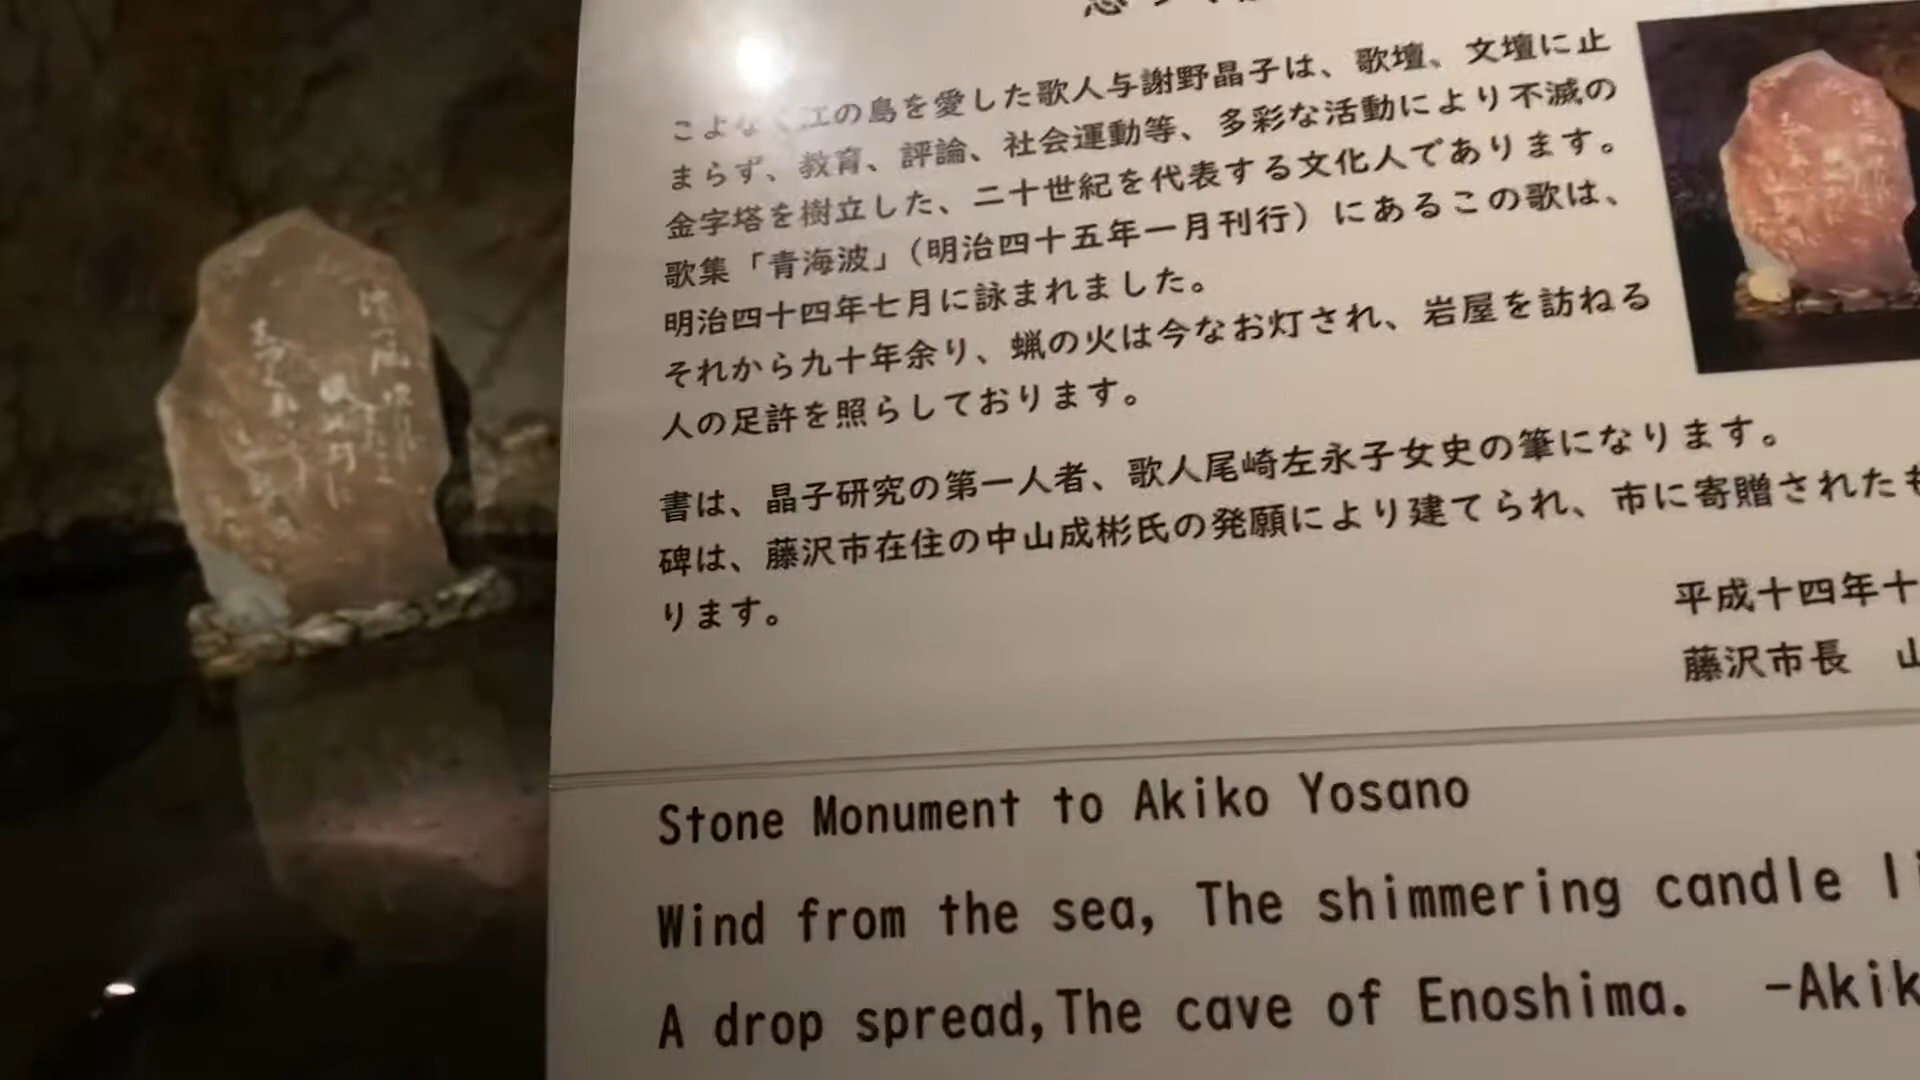 こよなく江の島を愛した歌人与謝野晶子は、歌壇、文壇に止
まらず、教育、評論、社会運動等、多彩な活動により不滅の
金字塔を樹立した、二十世紀を代表する文化人であります。
歌集「青海波」（明治四十五年一月刊行）にあるこの歌は、
明治四十四年七月に詠まれました。
それから九十年余り、蝋の火は今なお灯され、岩屋を訪ねる
人の足許を照らしております。
書は、晶子研究の第一人者、歌人尾崎左永子女史の筆になります。
碑は、藤沢市在住の中山成彬氏の発願により建てられ、市に寄贈されたも
ります。
平成十四年十
藤沢市長 山
Stone Monument to Akiko Yosano
Wind from the sea, The shimmering candle li
A drop spread,The cave of Enoshima. -Akik